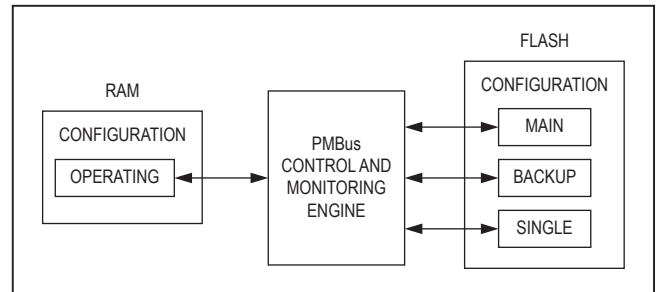 RAM
CONFIGURATION
OPERATING
PMBus
CONTROL AND
MONITORING
ENGINE
FLASH
CONFIGURATION
MAIN
BACKUP
SINGLE